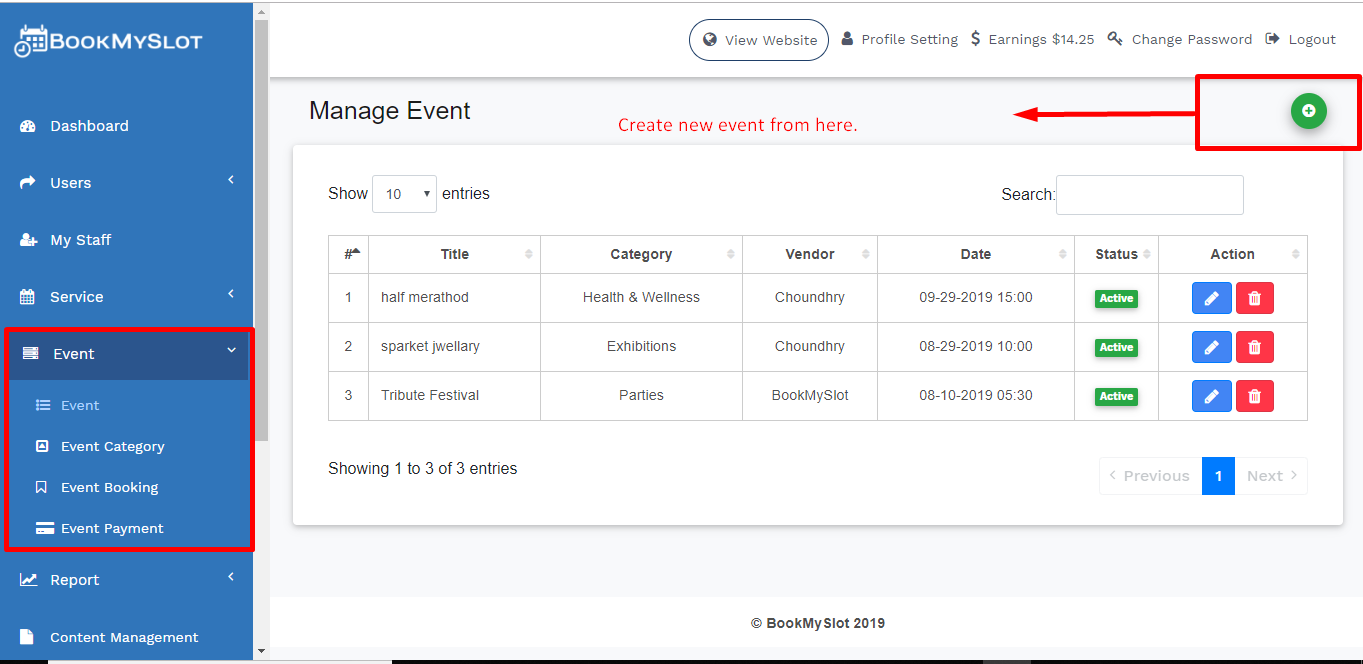 BookMySlot
View Website Profile Setting $ Earnings $14.25 Change Password Logout
Dashboard
Users
My Staff
Service
Event
Event
Event Category
Event Booking
Event Payment
Report
Content Management
Manage Event
Create new event from here.
Show 10 entries
Search:
# Title Category Vendor Date Status Action
1 half merathod Health & Wellness Choundhry 09-29-2019 15:00 Active
2 sparket jwellary Exhibitions Choundhry 08-29-2019 10:00 Active
3 Tribute Festival Parties BookMySlot 08-10-2019 05:30 Active
Showing 1 to 3 of 3 entries
Previous 1 Next
© BookMySlot 2019